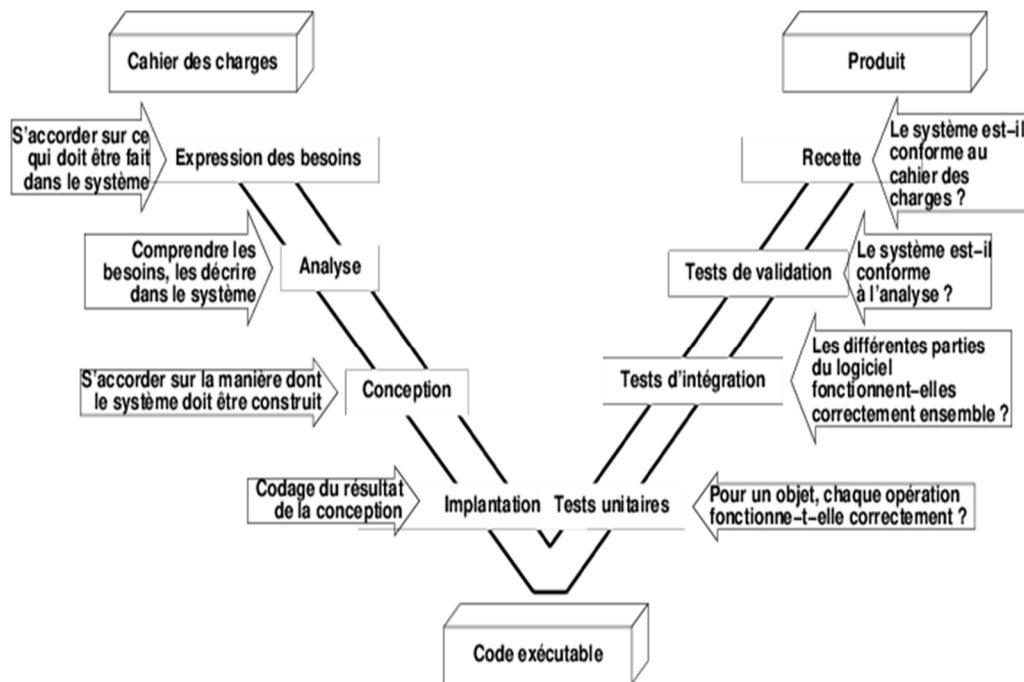 Cahier des charges
Produit
S'accorder sur ce
qui doit être fait
dans le système
Expression des besoins
Recette
Le système est-il
conforme au
cahier des
charges ?
Comprendre les
besoins, les décrire
dans le système
Analyse
Tests de validation
Le système est-il
conforme
à l'analyse ?
S'accorder sur la manière dont
le système doit être construit
Conception
Tests d'intégration
Les différentes parties
du logiciel
fonctionnent-elles
correctement ensemble ?
Codage du résultat
de la conception
Implantation
Tests unitaires
Pour un objet, chaque opération
fonctionne-t-elle correctement ?
Code exécutable